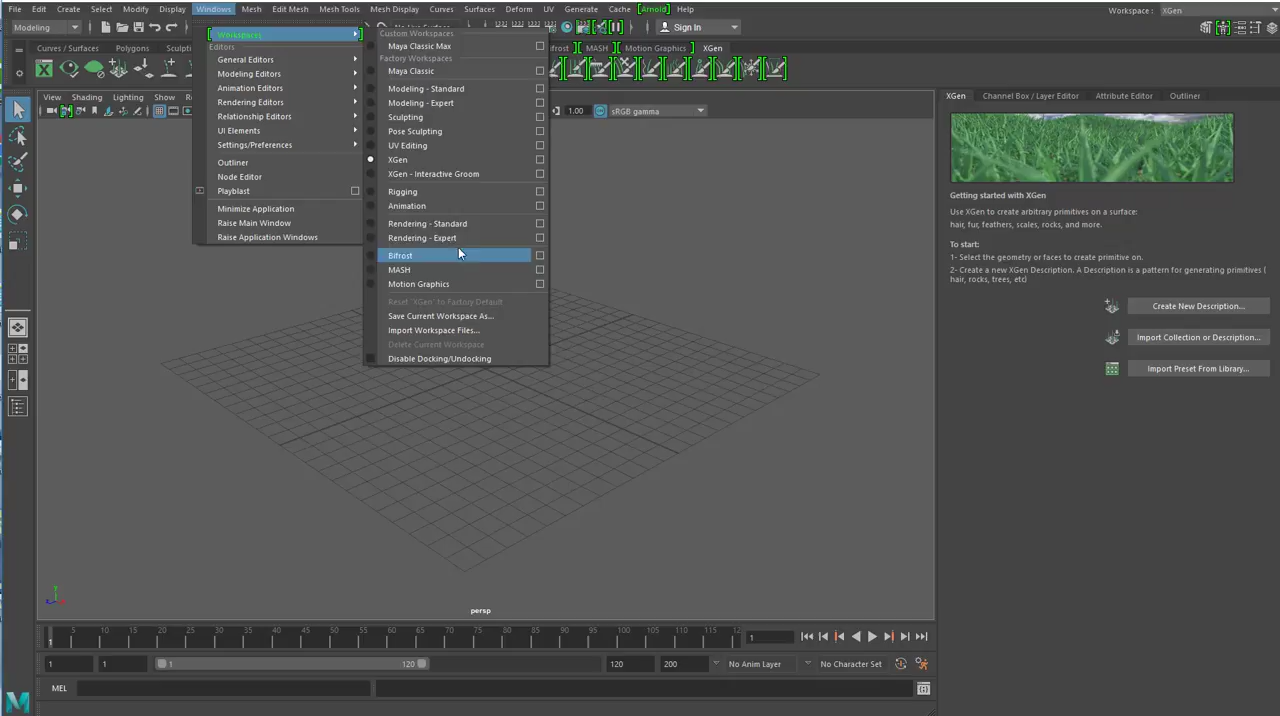 File Edit Create Select Modify Display Windows Mesh Edit Mesh Mesh Tools Mesh Display Curves Surfaces Deform UV Generate Cache [Arnold] Help
Workspace : XGen
Modeling
Sign In
Curves / Surfaces Polygons Sculpti
ifrost MASH Motion Graphics XGen
View Shading Lighting Show Re
1.00 sRGB gamma
Workspaces
Editors
General Editors
Modeling Editors
Animation Editors
Rendering Editors
Relationship Editors
UI Elements
Settings/Preferences
Outliner
Node Editor
Playblast
Minimize Application
Raise Main Window
Raise Application Windows
Custom Workspaces
Maya Classic Max
Factory Workspaces
Maya Classic
Modeling - Standard
Modeling - Expert
Sculpting
Pose Sculpting
UV Editing
XGen
XGen - Interactive Groom
Rigging
Animation
Rendering - Standard
Rendering - Expert
Bifrost
MASH
Motion Graphics
Reset 'XGen' to Factory Default
Save Current Workspace As...
Import Workspace Files...
Delete Current Workspace
Disable Docking/Undocking
XGen Channel Box / Layer Editor Attribute Editor Outliner
Getting started with XGen
Use XGen to create arbitrary primitives on a surface:
hair, fur, feathers, scales, rocks, and more.
To start:
1- Select the geometry or faces to create primitive on.
2- Create a new XGen Description. A Description is a pattern for generating primitives (
hair, rocks, trees, etc)
Create New Description...
Import Collection or Description...
Import Preset From Library...
persp
1 5 10 15 20 25 30 35 40 45 50 55 60 65 70 75 80 85 90 95 100 105 110 115 12
1
1 1 1 120 120 200 No Anim Layer No Character Set
MEL